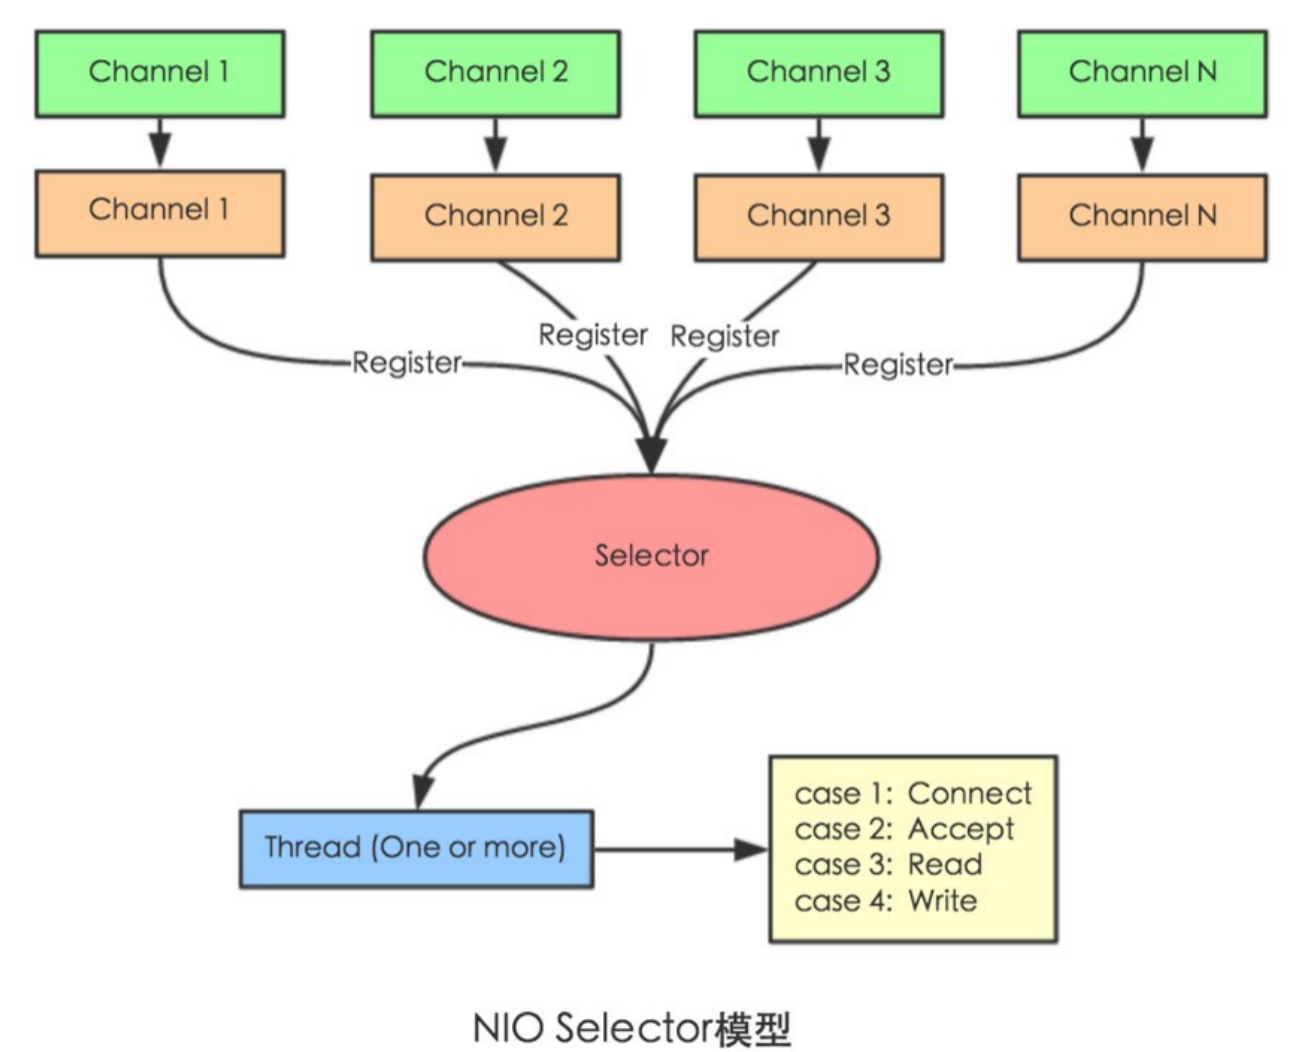 Channel 1
Channel 2
Channel 3
Channel N
Channel 1
Channel 2
Channel 3
Channel N
Register
Register
Register
Register
Selector
Thread (One or more)
case 1: Connect
case 2: Accept
case 3: Read
case 4: Write
NIO Selector模型